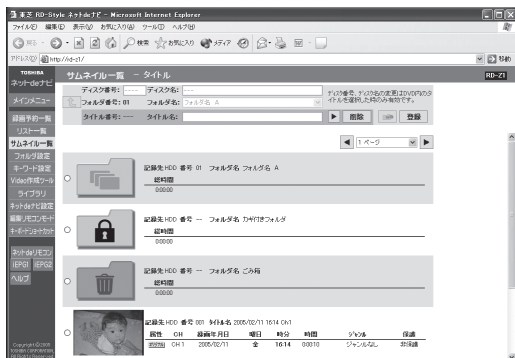 東芝 RD-Style ネットdeナビ - Microsoft Internet Explorer
ファイル(F) 編集(E) 表示(V) お気に入り(A) ツール(T) ヘルプ(H)
戻る 検索 お気に入り メディア
アドレス(D) http://rd-z1/ 移動
TOSHIBA
ネットdeナビ
サムネイル一覧 - タイトル
RD-Z1
メインメニュー
録画予約一覧
リスト一覧
サムネイル一覧
フォルダ設定
キーワード設定
Video作成ツール
ライブラリ
ネットdeナビ設定
編集リモコンモード
キーボードショートカット
ネットdeリモコン
iEPG1 iEPG2
ヘルプ
ディスク番号: ディスク名:
フォルダ番号: 01 フォルダ名: フォルダ名 A
タイトル番号: --- タイトル名:
ディスク番号、ディスク名の変更はDVD内のタイトルを選択した時のみ有効です。
削除 登録
1 ページ
記録先 HDD 番号 01 フォルダ名 フォルダ名 A
総時間
0:00:00
記録先 HDD 番号 -- フォルダ名 カギ付きフォルダ
総時間
0:00:00
記録先 HDD 番号 -- フォルダ名 ごみ箱
総時間
0:00:00
記録先 HDD 番号 001 タイトル名 2005/02/11 16:14 CH1
属性 CH 録画年月日 曜日 時分 時間 ジャンル 保護
CH 1 2005/02/11 金 16:14 0:00:10 ジャンルなし 非保護